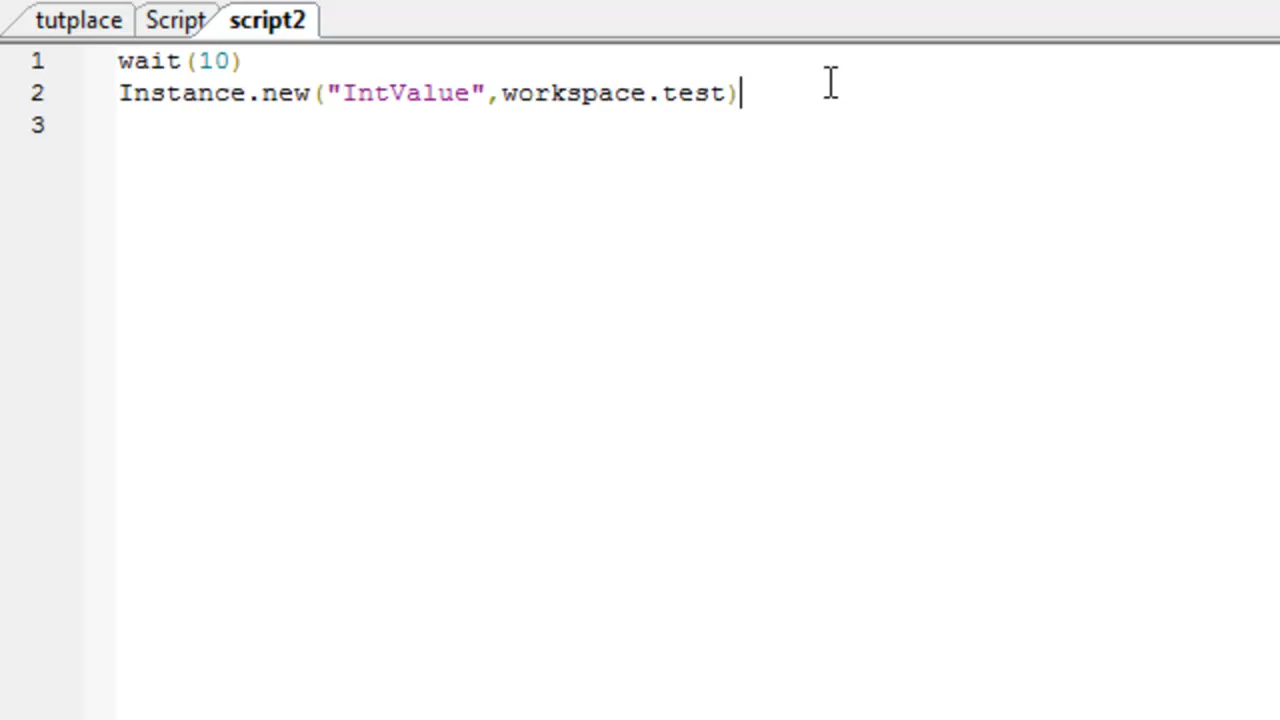 tutplace Script script2
1 wait(10)
2 Instance.new("IntValue",workspace.test)
3